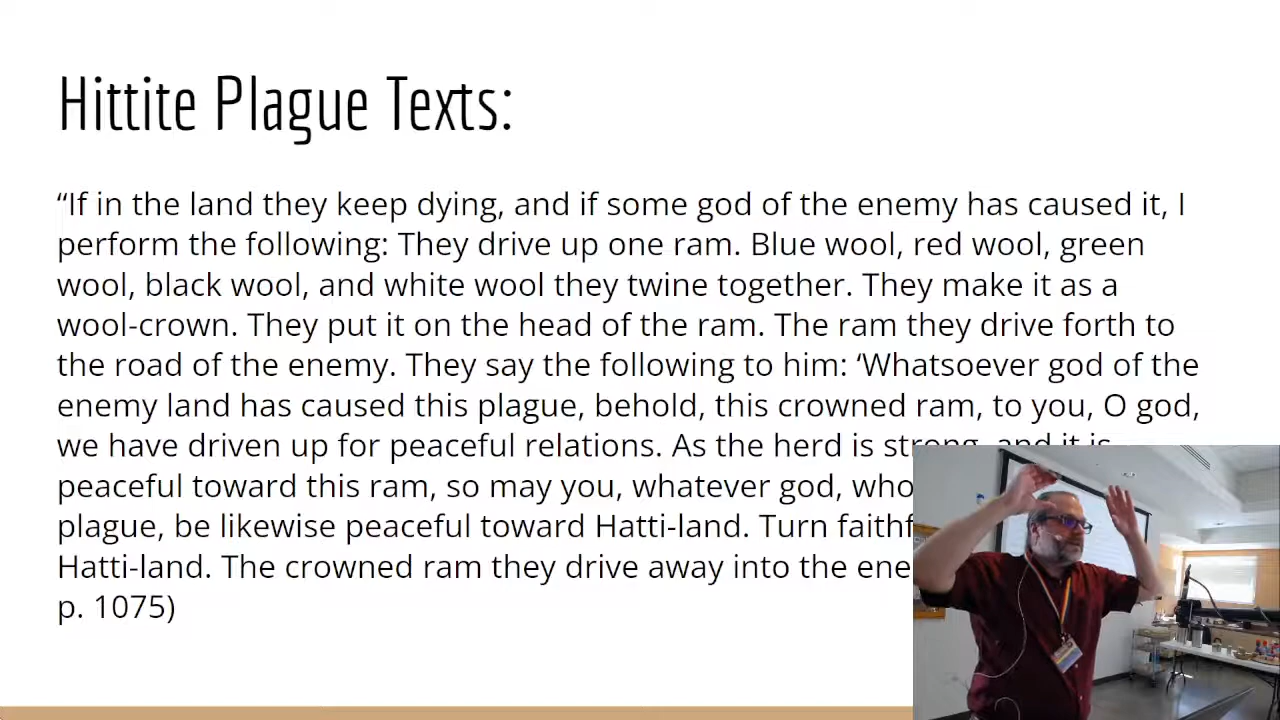 Hittite Plague Texts:
“If in the land they keep dying, and if some god of the enemy has caused it, I
perform the following: They drive up one ram. Blue wool, red wool, green
wool, black wool, and white wool they twine together. They make it as a
wool-crown. They put it on the head of the ram. The ram they drive forth to
the road of the enemy. They say the following to him: ‘Whatsoever god of the
enemy land has caused this plague, behold, this crowned ram, to you, O god,
we have driven up for peaceful relations. As the herd is strong, and it is
peaceful toward this ram, so may you, whatever god, who
plague, be likewise peaceful toward Hatti-land. Turn
Hatti-land. The crowned ram they drive away into the
p. 1075)